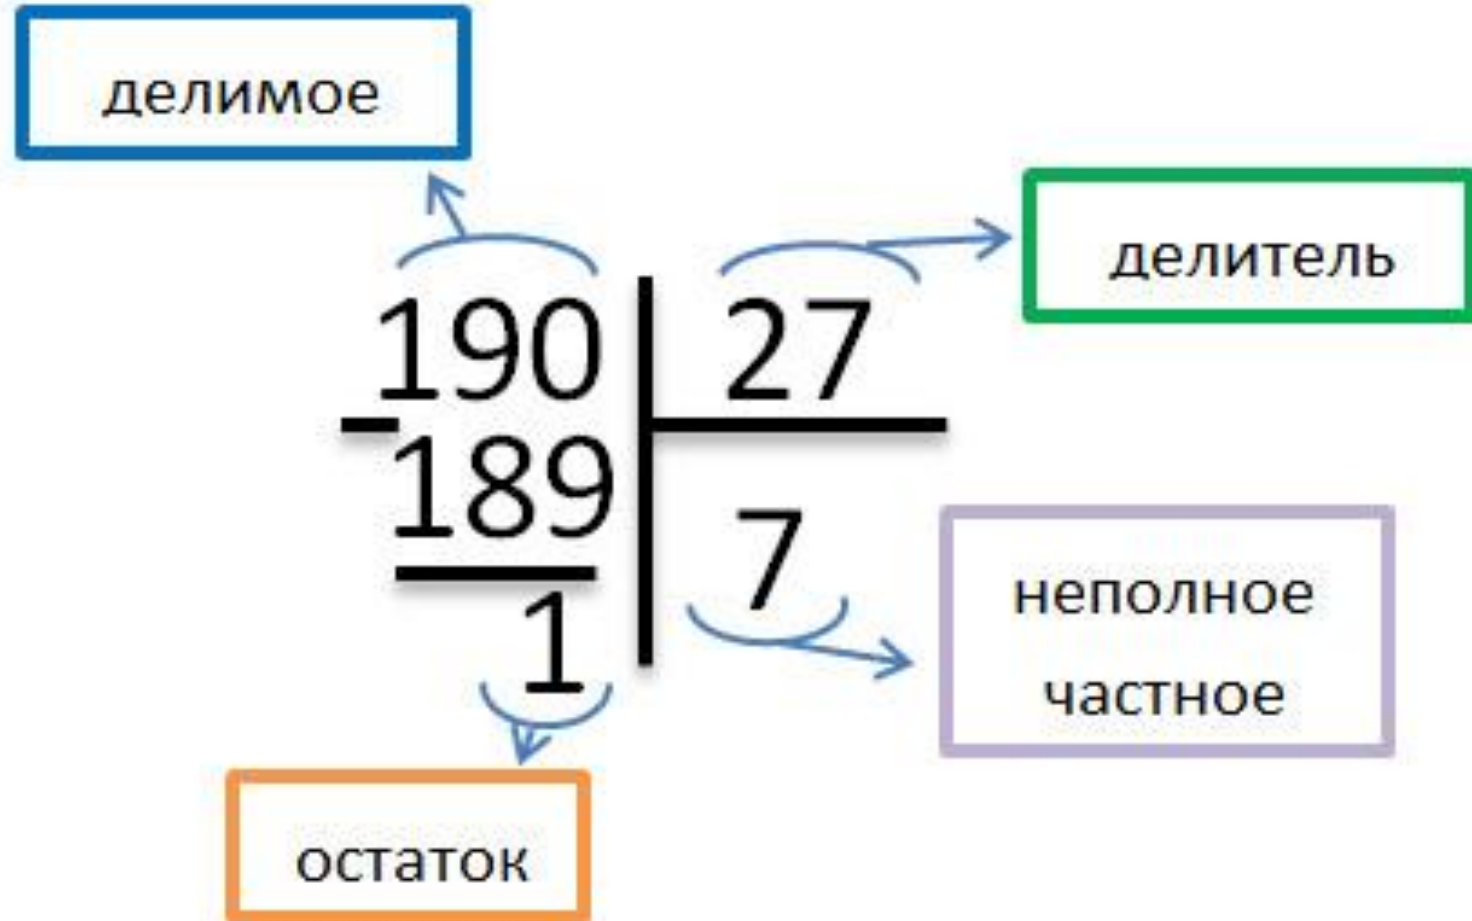 делимое
делитель
190 27
-
189
7
1
неполное
частное
остаток